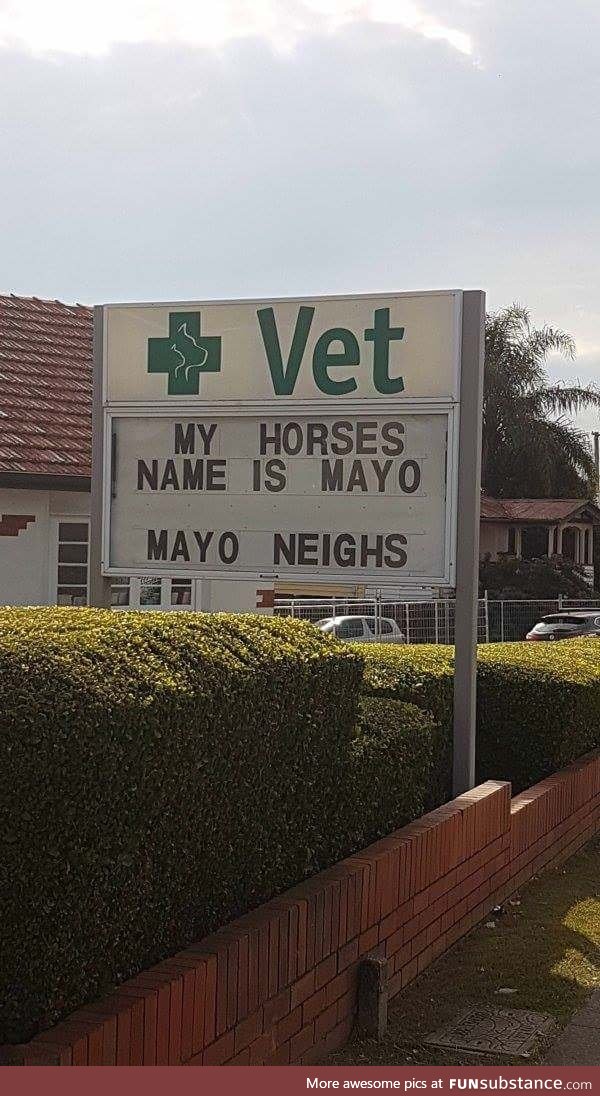 Vet
MY HORSES
NAME IS MAYO
MAYO NEIGHS
More awesome pics at FUNsubstance.com